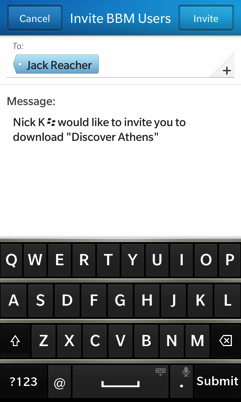 Cancel Invite BBM Users Invite
To:
Jack Reacher +
Message:
Nick K would like to invite you to
download "Discover Athens"
Q W E R T Y U I O P
A S D F G H J K L
Z X C V B N M
?123 @ . Submit